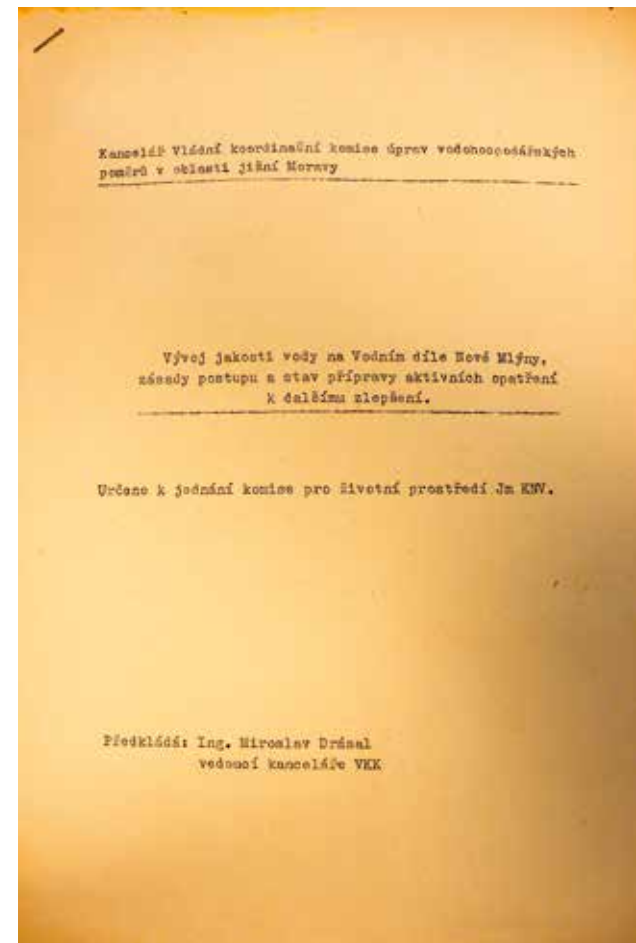 Kancelář Vládní koordinační komise úprav vodohospodářských
poměrů v oblasti jižní Moravy
Vývoj jakosti vody na Vodním díle Nové Mlýny,
zásady postupu a stav přípravy aktivních opatření
k dalšímu zlepšení.
Určeno k jednání komise pro životní prostředí Jm KNV.
Předkládá: Ing. Miroslav Drásal
vedoucí kanceláře VKK